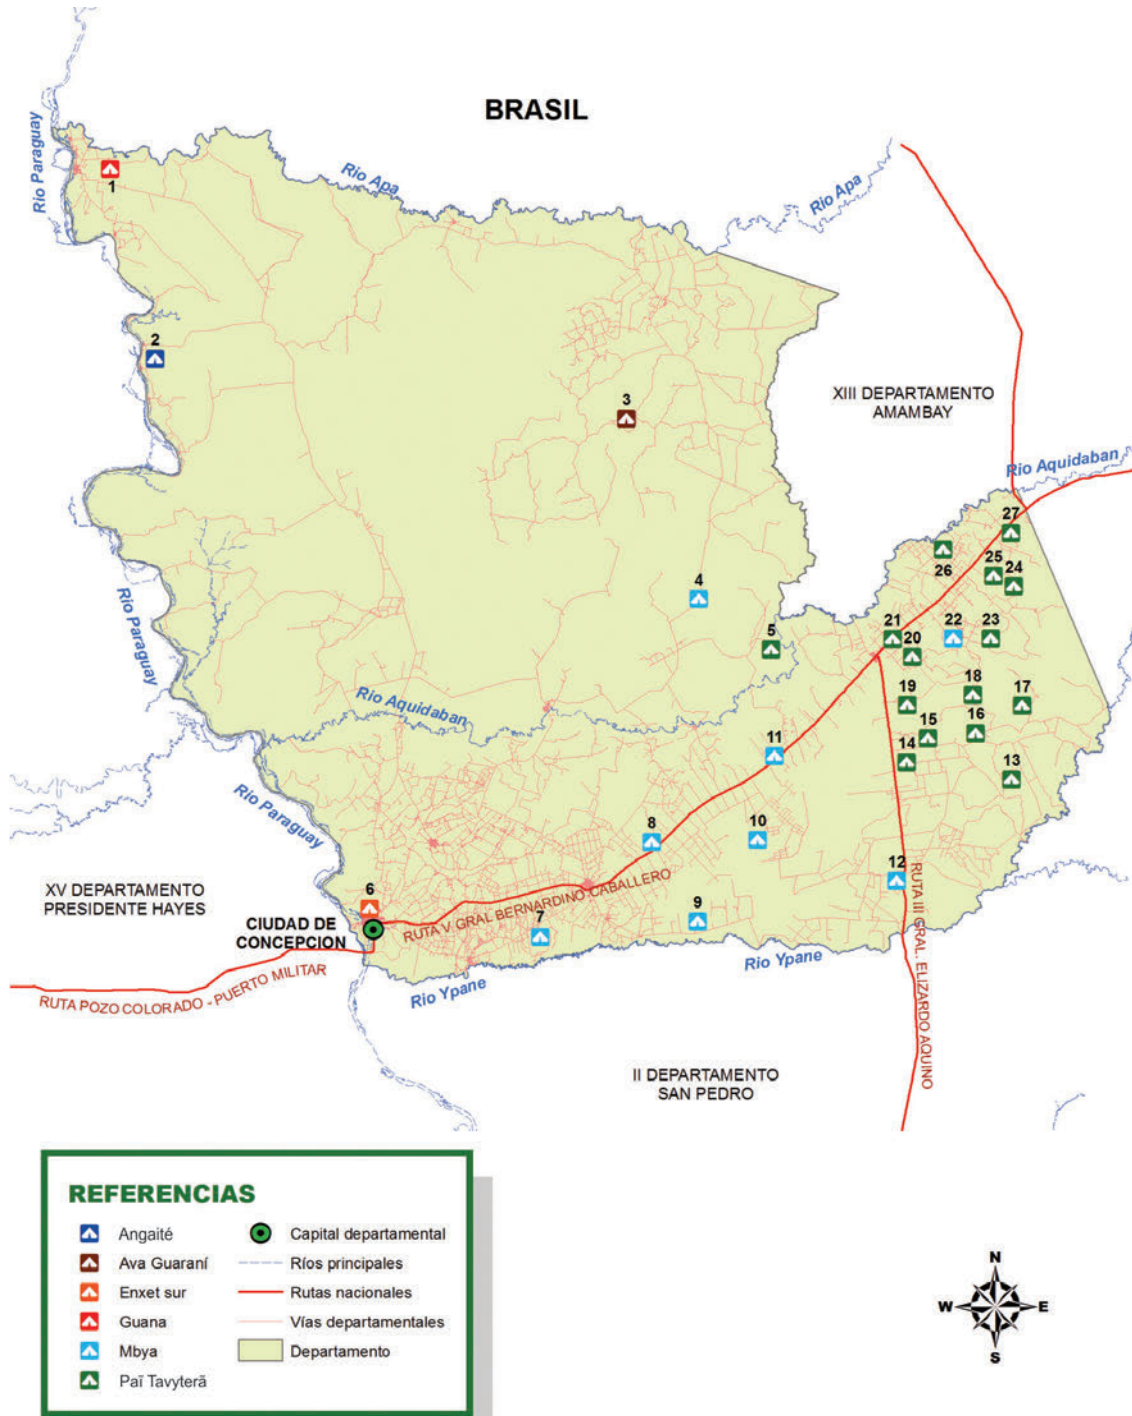 BRASIL
Rio Paraguay
Rio Apa
Rio Apa
1
2
3
XIII DEPARTAMENTO
AMAMBAY
Rio Aquidaban
27
26
25
24
4
5
21
20
22
23
Rio Paraguay
Rio Aquidaban
19
18
17
15
16
14
13
11
Rio Paraguay
8
10
12
XV DEPARTAMENTO
PRESIDENTE HAYES
6
CIUDAD DE
CONCEPCION
RUTA V GRAL BERNARDINO CABALLERO
7
9
RUTA III GRAL. ELIZARDO AQUINO
Rio Ypane
Rio Ypane
RUTA POZO COLORADO - PUERTO MILITAR
II DEPARTAMENTO
SAN PEDRO
REFERENCIAS
Angaité
Ava Guaraní
Enxet sur
Guana
Mbya
Paï Tavyterã
Capital departamental
Ríos principales
Rutas nacionales
Vías departamentales
Departamento
N
W
E
S